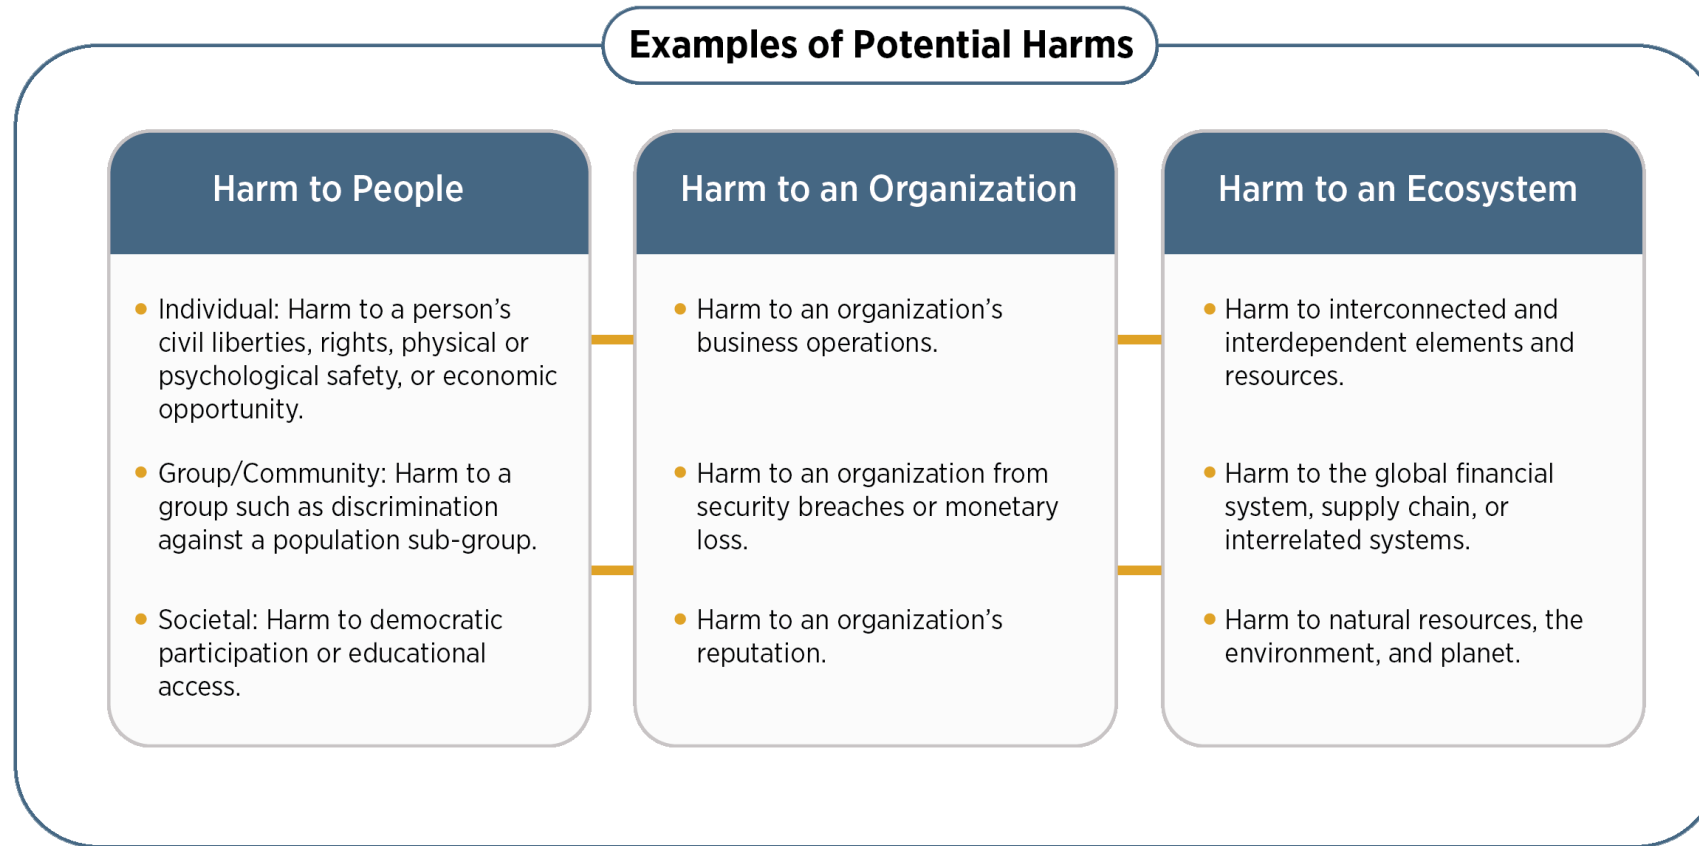 Examples of Potential Harms
Harm to People
• Individual: Harm to a person’s
civil liberties, rights, physical or
psychological safety, or economic
opportunity.
• Group/Community: Harm to a
group such as discrimination
against a population sub-group.
• Societal: Harm to democratic
participation or educational
access.
Harm to an Organization
• Harm to an organization’s
business operations.
• Harm to an organization from
security breaches or monetary
loss.
• Harm to an organization’s
reputation.
Harm to an Ecosystem
• Harm to interconnected and
interdependent elements and
resources.
• Harm to the global financial
system, supply chain, or
interrelated systems.
• Harm to natural resources, the
environment, and planet.